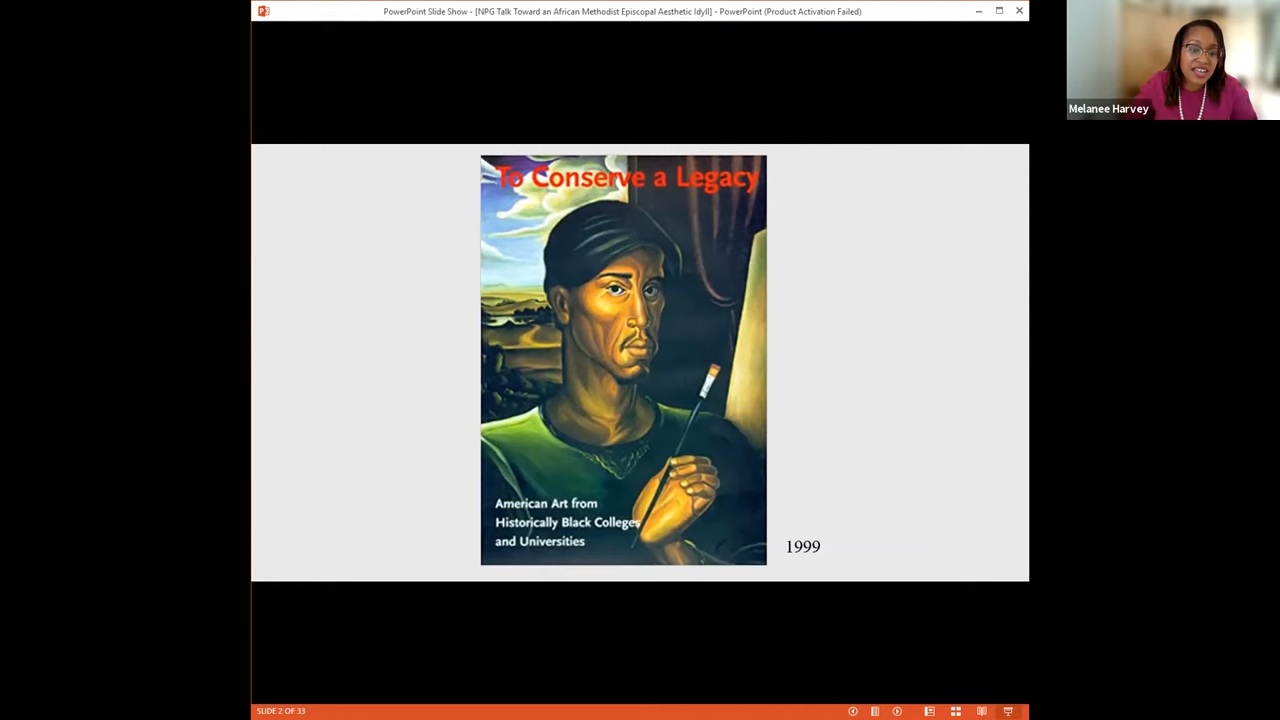 PowerPoint Slide Show - [NPG Talk Toward an African Methodist Episcopal Aesthetic Idyll] - PowerPoint (Product Activation Failed)
Melanee Harvey
To Conserve a Legacy
American Art from
Historically Black Colleges
and Universities
1999
SLIDE 2 OF 33